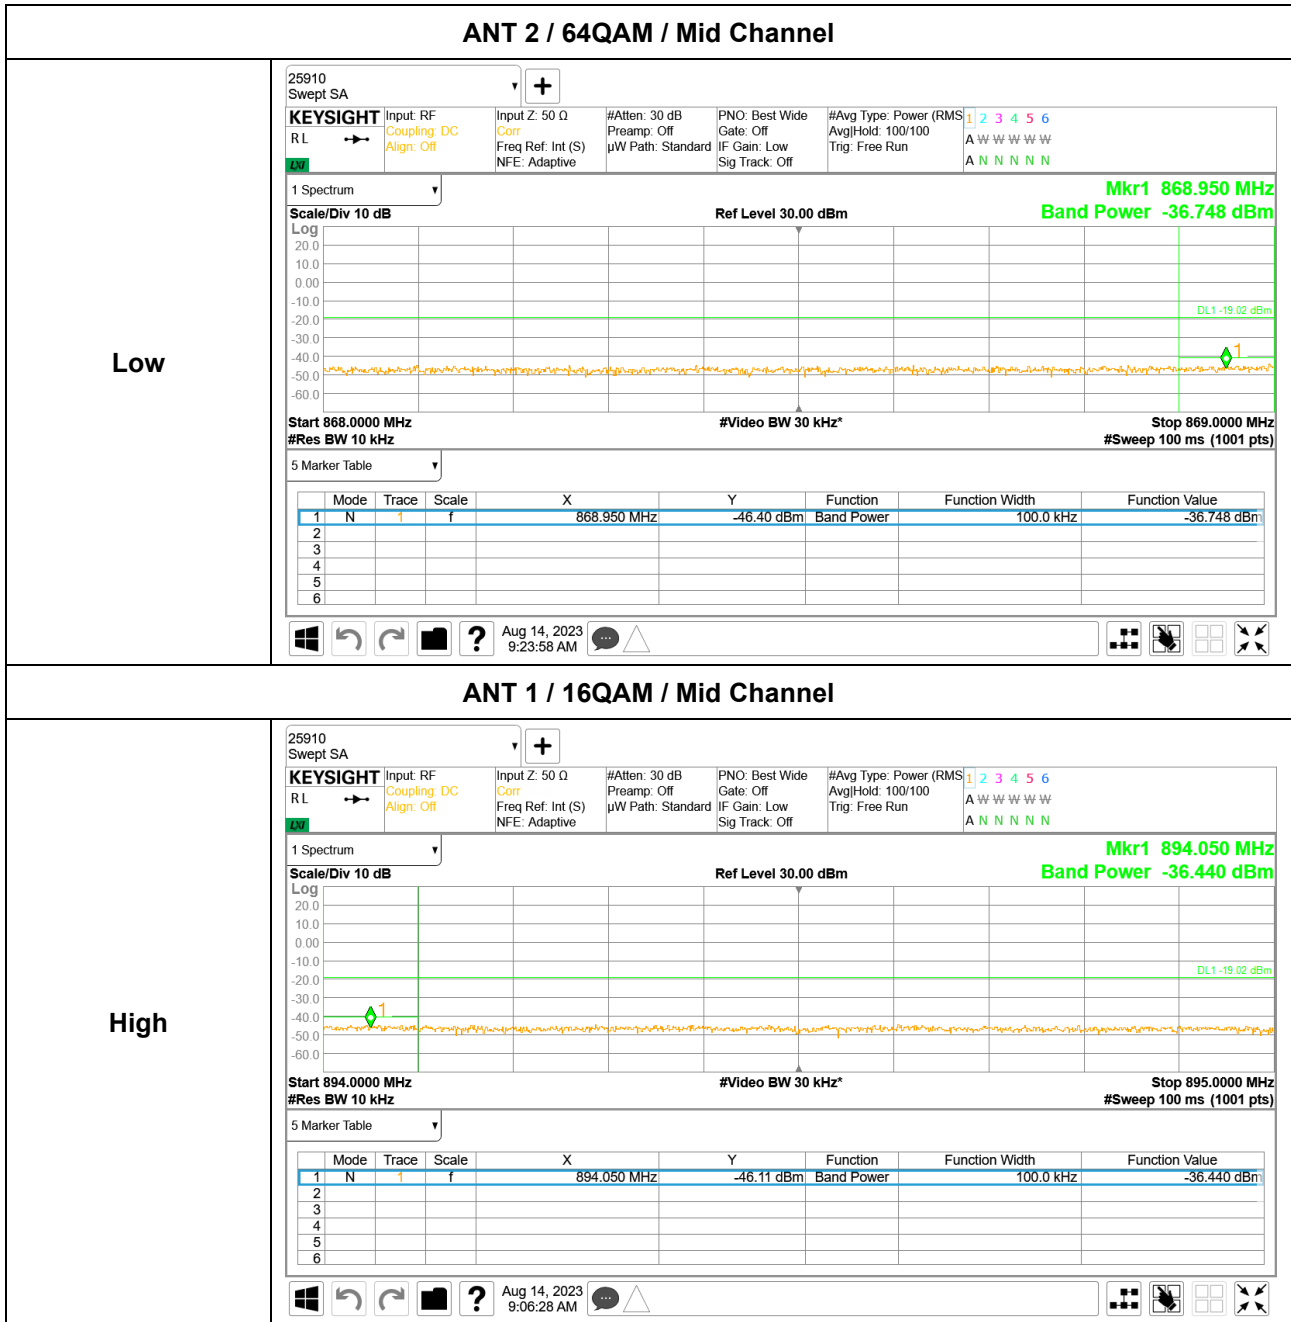 ANT 2 / 64QAM / Mid Channel
Low
25910
Swept SA
KEYSIGHT
R L
LXI
Input: RF
Coupling: DC
Align: Off
Input Z: 50 Ω
Corr
Freq Ref: Int (S)
NFE: Adaptive
#Atten: 30 dB
Preamp: Off
µW Path: Standard
PNO: Best Wide
Gate: Off
IF Gain: Low
Sig Track: Off
#Avg Type: Power (RMS
Avg|Hold: 100/100
Trig: Free Run
1 2 3 4 5 6
A W W W W W
A N N N N N
1 Spectrum
Mkr1 868.950 MHz
Scale/Div 10 dB
Ref Level 30.00 dBm
Band Power -36.748 dBm
Log
20.0
10.0
0.00
-10.0
DL1 -19.02 dBm
-20.0
-30.0
-40.0
1
-50.0
-60.0
Start 868.0000 MHz
#Video BW 30 kHz*
Stop 869.0000 MHz
#Res BW 10 kHz
#Sweep 100 ms (1001 pts)
5 Marker Table
Mode Trace Scale X Y Function Function Width Function Value
1 N 1 f 868.950 MHz -46.40 dBm Band Power 100.0 kHz -36.748 dBm
2
3
4
5
6
?
Aug 14, 2023
9:23:58 AM
ANT 1 / 16QAM / Mid Channel
High
25910
Swept SA
KEYSIGHT
R L
LXI
Input: RF
Coupling: DC
Align: Off
Input Z: 50 Ω
Corr
Freq Ref: Int (S)
NFE: Adaptive
#Atten: 30 dB
Preamp: Off
µW Path: Standard
PNO: Best Wide
Gate: Off
IF Gain: Low
Sig Track: Off
#Avg Type: Power (RMS
Avg|Hold: 100/100
Trig: Free Run
1 2 3 4 5 6
A W W W W W
A N N N N N
1 Spectrum
Mkr1 894.050 MHz
Scale/Div 10 dB
Ref Level 30.00 dBm
Band Power -36.440 dBm
Log
20.0
10.0
0.00
-10.0
DL1 -19.02 dBm
-20.0
-30.0
-40.0
1
-50.0
-60.0
Start 894.0000 MHz
#Video BW 30 kHz*
Stop 895.0000 MHz
#Res BW 10 kHz
#Sweep 100 ms (1001 pts)
5 Marker Table
Mode Trace Scale X Y Function Function Width Function Value
1 N 1 f 894.050 MHz -46.11 dBm Band Power 100.0 kHz -36.440 dBm
2
3
4
5
6
?
Aug 14, 2023
9:06:28 AM